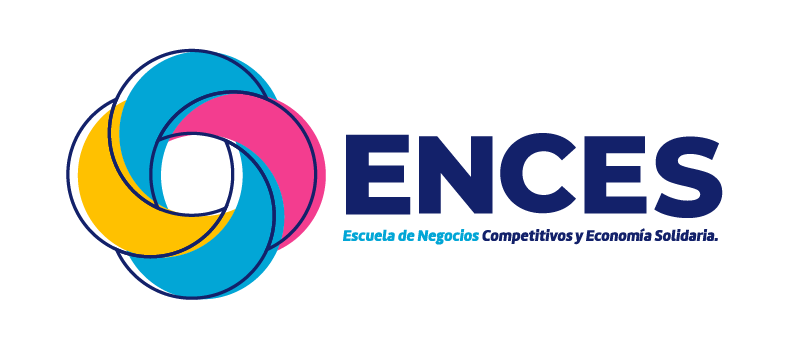 ENCES
Escuela de Negocios Competitivos y Economía Solidaria.